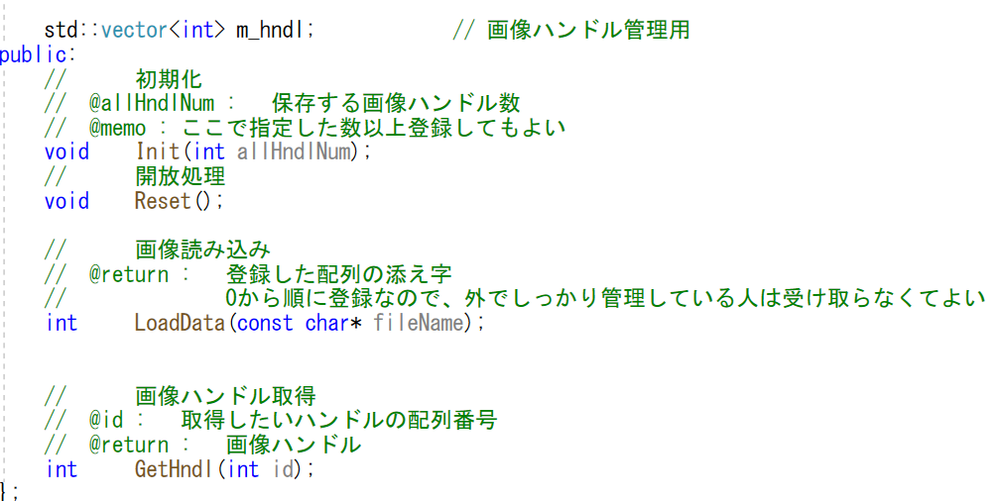 std::vector<int> m_hndl; // 画像ハンドル管理用
public:
// 初期化
// @allHndlNum : 保存する画像ハンドル数
// @memo : ここで指定した数以上登録してもよい
void Init(int allHndlNum);
// 開放処理
void Reset();
// 画像読み込み
// @return : 登録した配列の添え字
// 0から順に登録なので、外でしっかり管理している人は受け取らなくてよい
int LoadData(const char* fileName);
// 画像ハンドル取得
// @id : 取得したいハンドルの配列番号
// @return : 画像ハンドル
int GetHndl(int id);
};